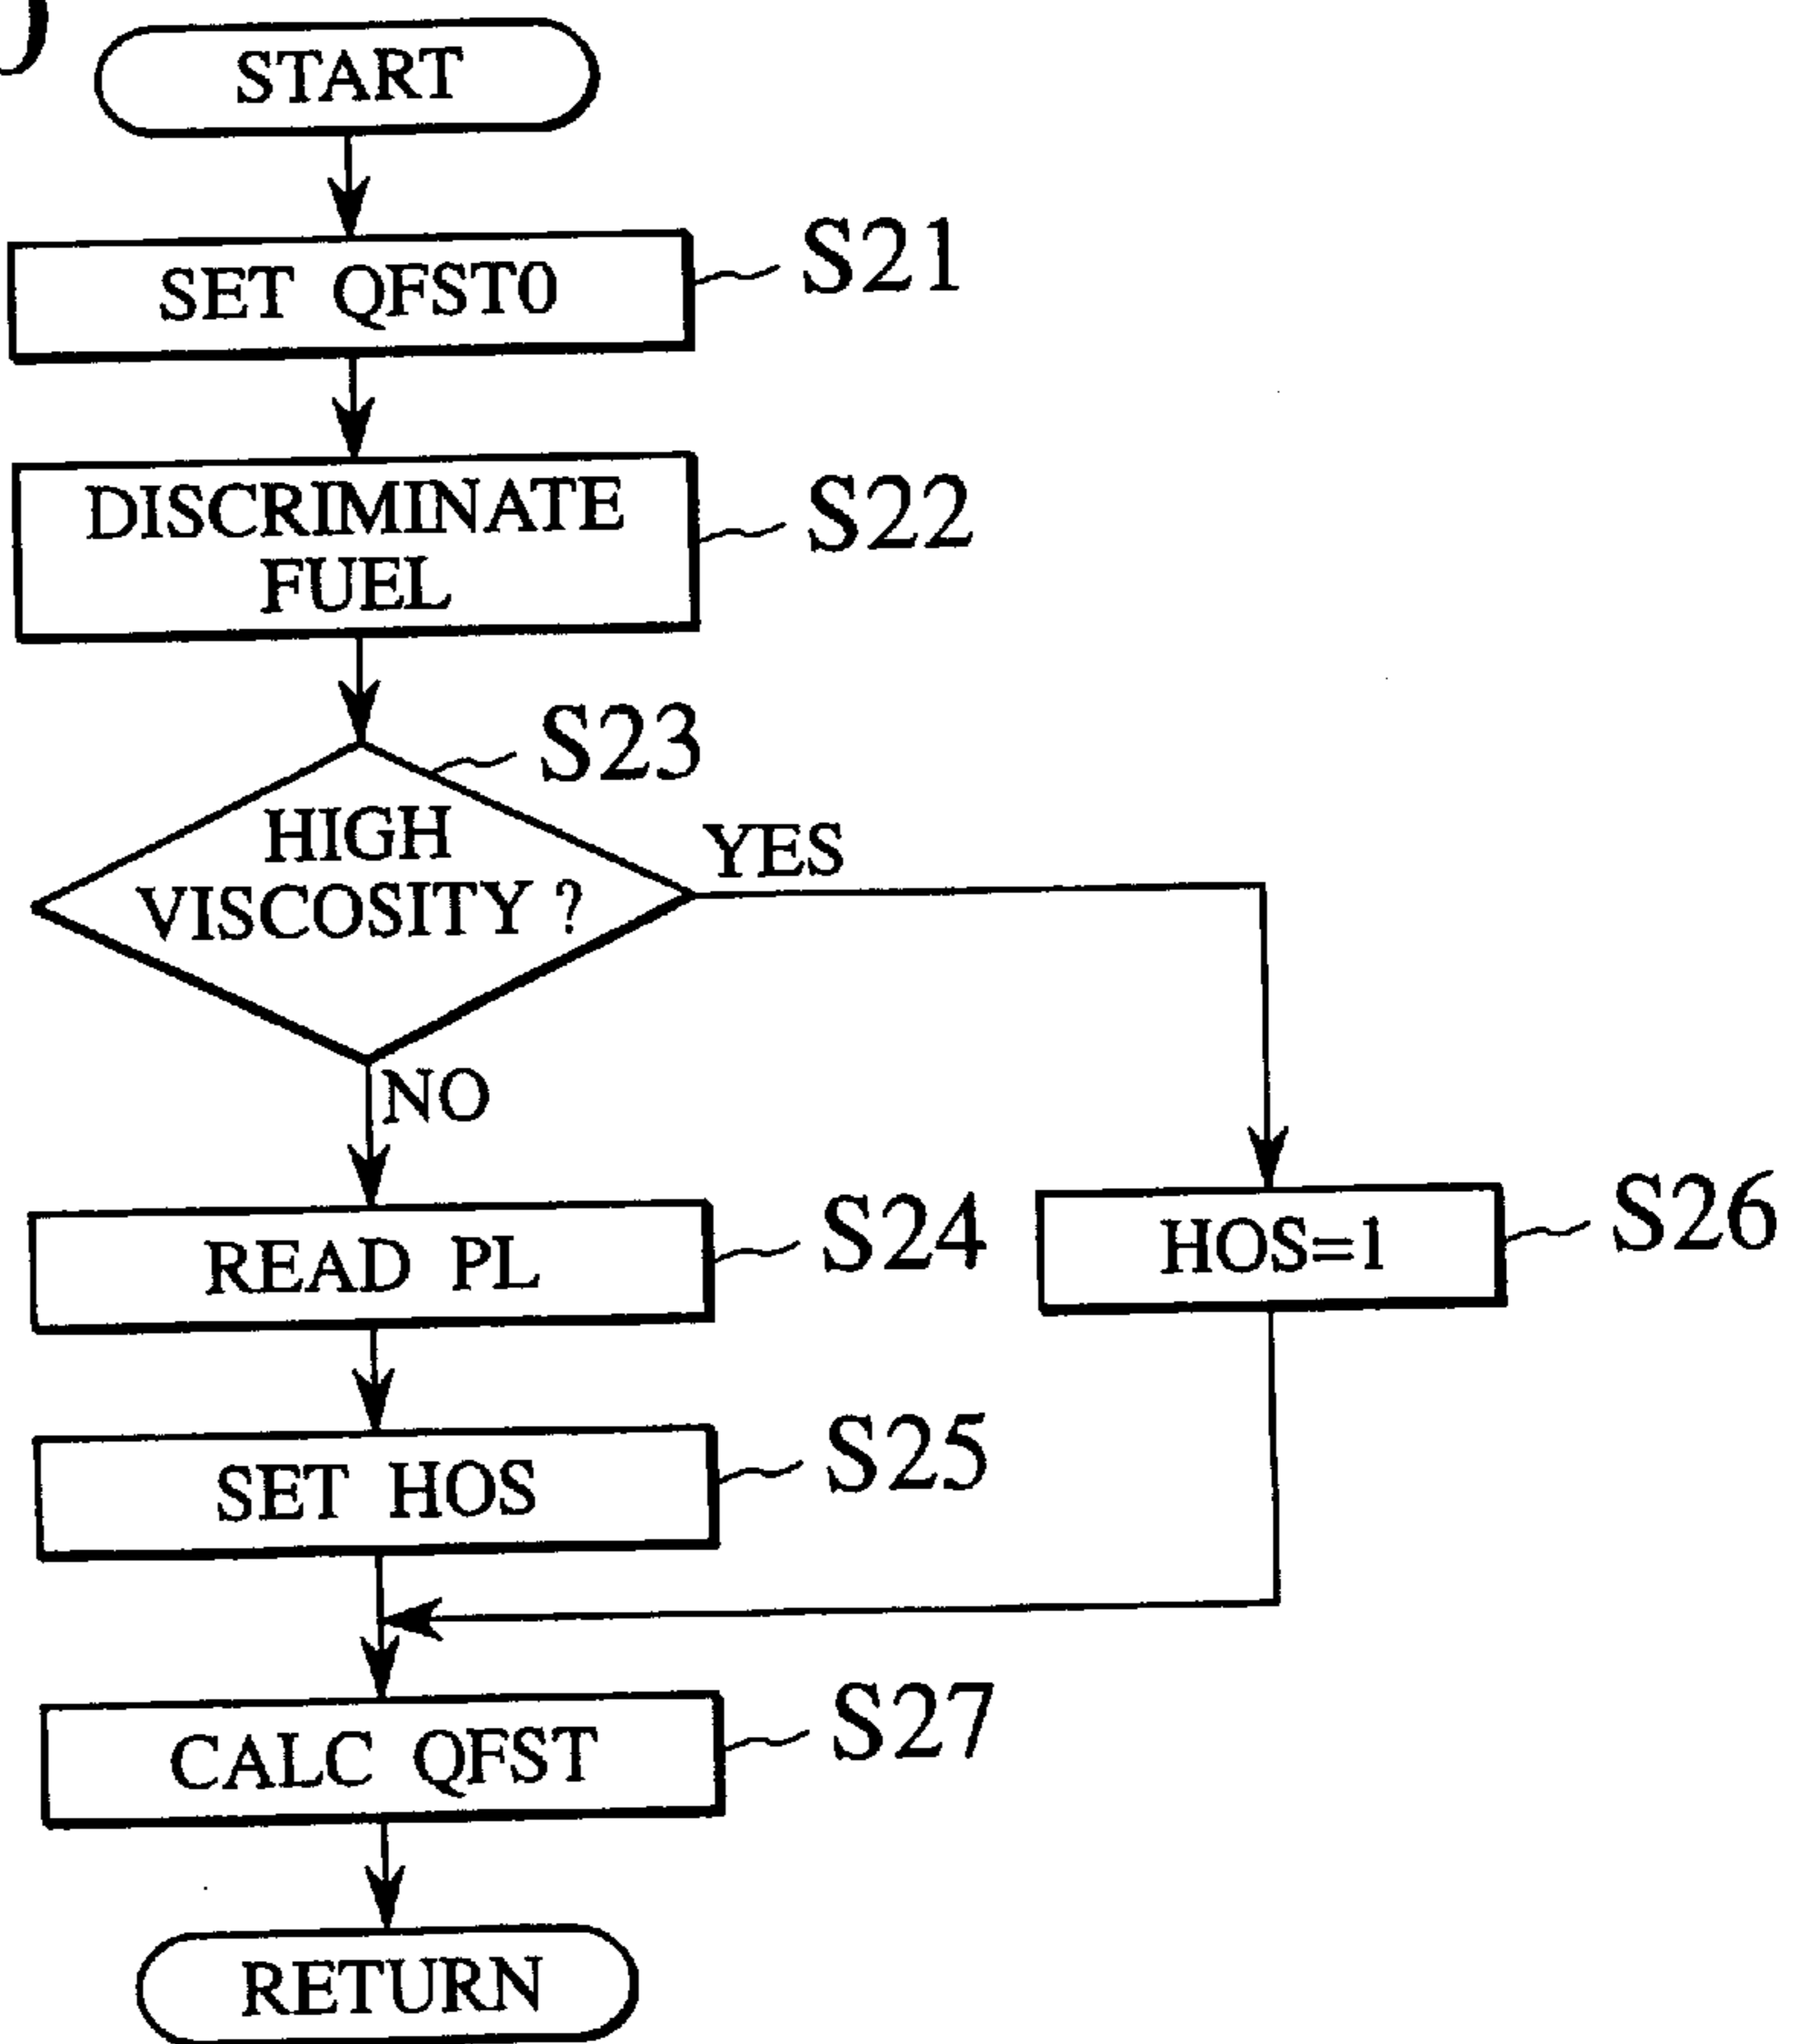 START
SET QFST0
S21
DISCRIMINATE
FUEL
S22
S23
HIGH
VISCOSITY ?
YES
NO
READ PL
S24
HOS=1
S26
SET HOS
S25
CALC QFST
S27
RETURN